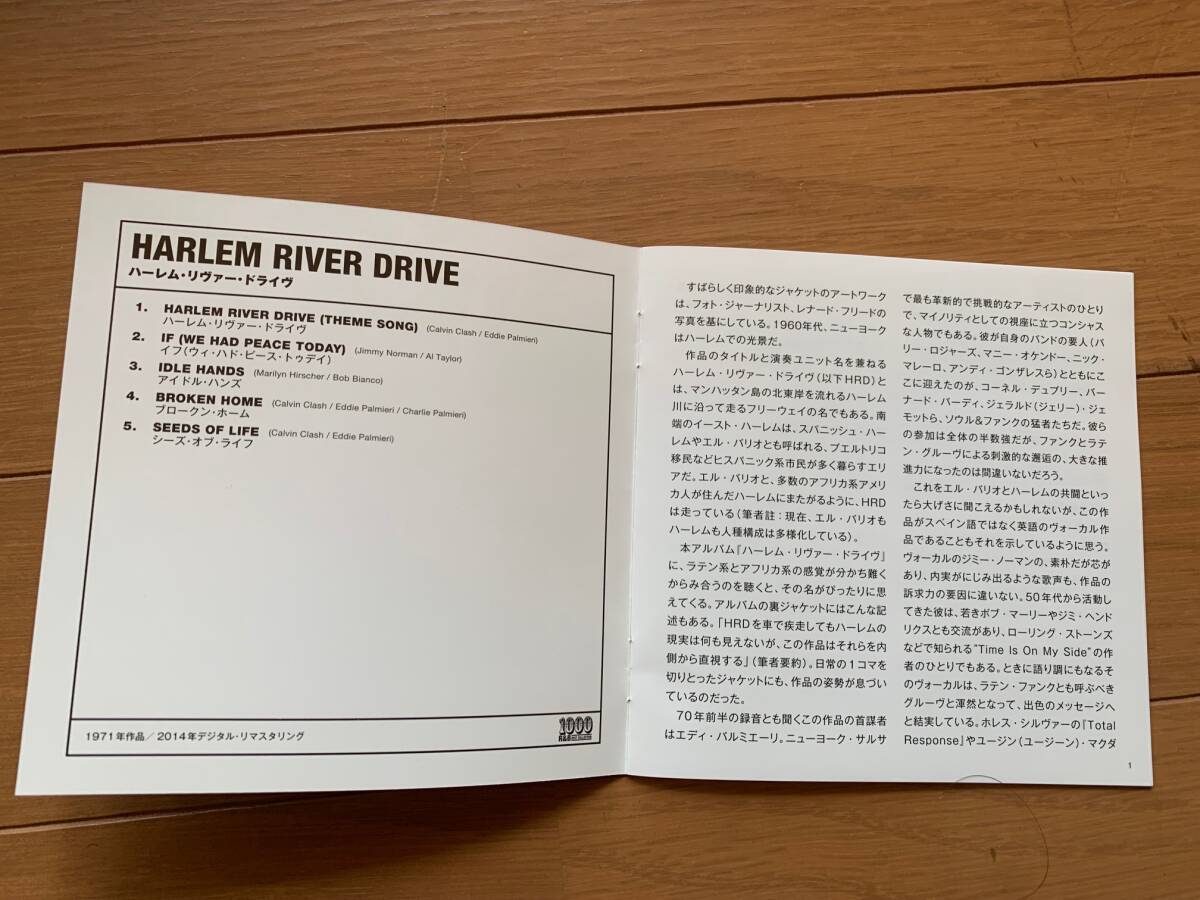 HARLEM RIVER DRIVE
ハーレム・リヴァー・ドライヴ
1. HARLEM RIVER DRIVE (THEME SONG) (Calvin Clash / Eddie Palmieri)
ハーレム・リヴァー・ドライヴ
2. IF (WE HAD PEACE TODAY) (Jimmy Norman / Al Taylor)
イフ(ウィ・ハド・ピース・トゥデイ)
3. IDLE HANDS (Marilyn Hirscher / Bob Bianco)
アイドル・ハンズ
4. BROKEN HOME (Calvin Clash / Eddie Palmieri / Charlie Palmieri)
ブロークン・ホーム
5. SEEDS OF LIFE (Calvin Clash / Eddie Palmieri)
シーズ・オブ・ライフ
1971年作品/2014年デジタル・リマスタリング
1000
すばらしく印象的なジャケットのアートワーク
は、フォト・ジャーナリスト、レナード・フリードの
写真を基にしている。1960年代、ニューヨーク
はハーレムでの光景だ。
作品のタイトルと演奏ユニット名を兼ねる
ハーレム・リヴァー・ドライヴ(以下HRD)と
は、マンハッタン島の北東岸を流れるハーレム
川に沿って走るフリーウェイの名でもある。南
端のイースト・ハーレムは、スパニッシュ・ハー
レムやエル・バリオとも呼ばれる、プエルトリコ
移民などヒスパニック系市民が多く暮らすエリ
アだ。エル・バリオと、多数のアフリカ系アメリ
カ人が住んだハーレムにまたがるように、HRD
は走っている(筆者註:現在、エル・バリオも
ハーレムも人種構成は多様化している)。
本アルバム『ハーレム・リヴァー・ドライヴ』
に、ラテン系とアフリカ系の感覚が分かち難く
からみ合うのを聴くと、その名がぴったりに思
えてくる。アルバムの裏ジャケットにはこんな記
述もある。「HRDを車で疾走してもハーレムの
現実は何も見えないが、この作品はそれらを内
側から直視する」(筆者要約)。日常の1コマを
切りとったジャケットにも、作品の姿勢が息づい
ているのだった。
70年前半の録音とも聞くこの作品の首謀者
はエディ・パルミエーリ。ニューヨーク・サルサ
で最も革新的で挑戦的なアーティストのひとり
で、マイノリティとしての視座に立つコンシャス
な人物でもある。彼が自身のバンドの要人(バ
リー・ロジャーズ、マニー・オケンドー、ニック・
マレーロ、アンディ・ゴンザレスら)とともにこ
こに迎えたのが、コーネル・デュプリー、バー
ナード・パーディ、ジェラルド(ジェリー)・ジェ
モットら、ソウル&ファンクの猛者たちだ。彼ら
の参加は全体の半数強だが、ファンクとラテ
ン・グルーヴによる刺激的な邂逅の、大きな推
進力になったのは間違いないだろう。
これをエル・バリオとハーレムの共闘といっ
たら大げさに聞こえるかもしれないが、この作
品がスペイン語ではなく英語のヴォーカル作
品であることもそれを示しているように思う。
ヴォーカルのジミー・ノーマンの、素朴だが芯が
あり、内実がにじみ出るような歌声も、作品の
訴求力の要因に違いない。50年代から活動し
てきた彼は、若きボブ・マーリーやジミ・ヘンド
リクスとも交流があり、ローリング・ストーンズ
などで知られる"Time Is On My Side"の作
者のひとりでもある。ときに語り調にもなるそ
のヴォーカルは、ラテン・ファンクとも呼ぶべき
グルーヴと渾然となって、出色のメッセージへ
と結実している。ホレス・シルヴァーの『Total
Response』やユージン(ユージーン)・マクダ
1